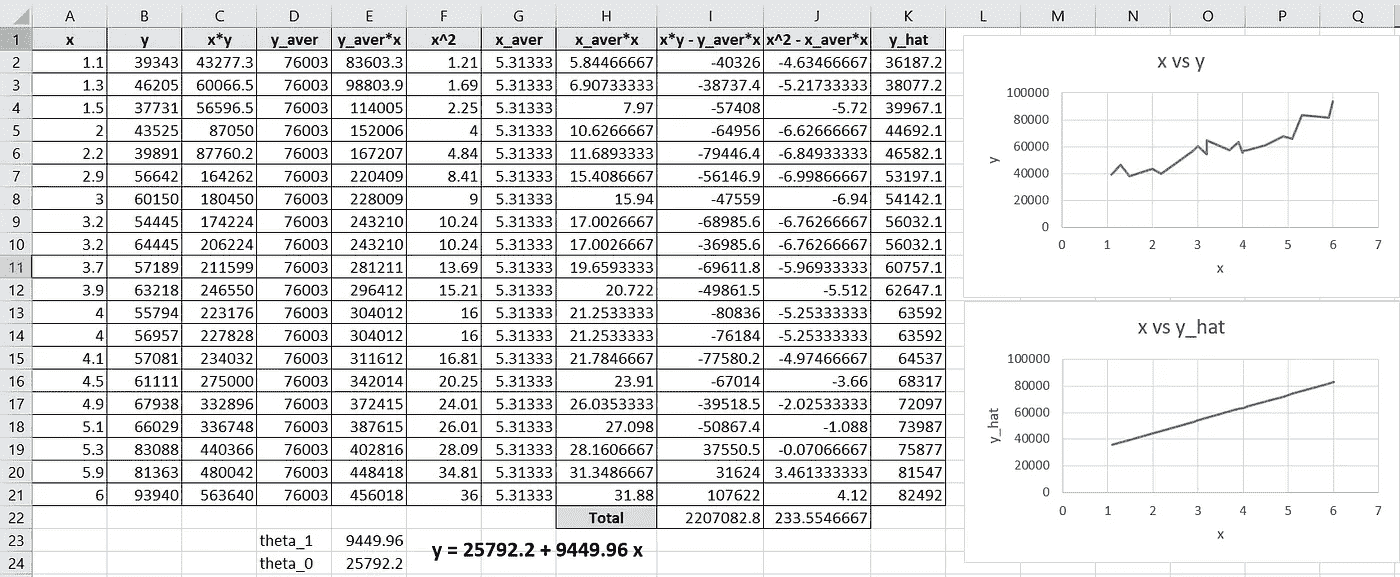 A B C D E F G H I J K L M N O P Q
1 x y x*y y_aver y_aver*x x^2 x_aver x_aver*x x*y - y_aver*x x^2 - x_aver*x y_hat
2 1.1 39343 43277.3 76003 83603.3 1.21 5.31333 5.84466667 -40326 -4.63466667 36187.2
3 1.3 46205 60066.5 76003 98803.9 1.69 5.31333 6.90733333 -38737.4 -5.21733333 38077.2
4 1.5 37731 56596.5 76003 114005 2.25 5.31333 7.97 -57408 -5.72 39967.1
5 2 43525 87050 76003 152006 4 5.31333 10.6266667 -64956 -6.62666667 44692.1
6 2.2 39891 87760.2 76003 167207 4.84 5.31333 11.6893333 -79446.4 -6.84933333 46582.1
7 2.9 56642 164262 76003 220409 8.41 5.31333 15.4086667 -56146.9 -6.99866667 53197.1
8 3 60150 180450 76003 228009 9 5.31333 15.94 -47559 -6.94 54142.1
9 3.2 54445 174224 76003 243210 10.24 5.31333 17.0026667 -68985.6 -6.76266667 56032.1
10 3.2 64445 206224 76003 243210 10.24 5.31333 17.0026667 -36985.6 -6.76266667 56032.1
11 3.7 57189 211599 76003 281211 13.69 5.31333 19.6593333 -69611.8 -5.96933333 60757.1
12 3.9 63218 246550 76003 296412 15.21 5.31333 20.722 -49861.5 -5.512 62647.1
13 4 55794 223176 76003 304012 16 5.31333 21.2533333 -80836 -5.25333333 63592
14 4 56957 227828 76003 304012 16 5.31333 21.2533333 -76184 -5.25333333 63592
15 4.1 57081 234032 76003 311612 16.81 5.31333 21.7846667 -77580.2 -4.97466667 64537
16 4.5 61111 275000 76003 342014 20.25 5.31333 23.91 -67014 -3.66 68317
17 4.9 67938 332896 76003 372415 24.01 5.31333 26.0353333 -39518.5 -2.02533333 72097
18 5.1 66029 336748 76003 387615 26.01 5.31333 27.098 -50867.4 -1.088 73987
19 5.3 83088 440366 76003 402816 28.09 5.31333 28.1606667 37550.5 -0.07066667 75877
20 5.9 81363 480042 76003 448418 34.81 5.31333 31.3486667 31624 3.461333333 81547
21 6 93940 563640 76003 456018 36 5.31333 31.88 107622 4.12 82492
22 Total 2207082.8 233.5546667
23 theta_1 9449.96
24 theta_0 25792.2
y = 25792.2 + 9449.96 x
x vs y
100000
80000
60000
40000
20000
0
y
0 1 2 3 4 5 6 7
x
x vs y_hat
100000
80000
60000
40000
20000
0
y_hat
0 1 2 3 4 5 6 7
x